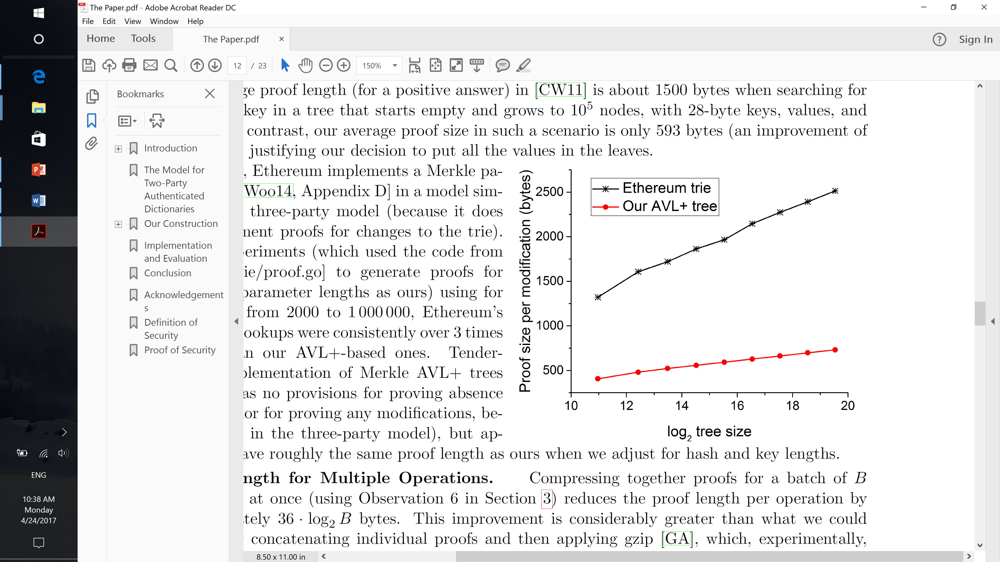 The Paper.pdf - Adobe Acrobat Reader DC
File Edit View Window Help
Home Tools The Paper.pdf Sign In
12 / 23 150%
Bookmarks
Introduction
The Model for
Two-Party
Authenticated
Dictionaries
Our Construction
Implementation
and Evaluation
Conclusion
Acknowledgement
s
Definition of
Security
Proof of Security
ge proof length (for a positive answer) in [CW11] is about 1500 bytes when searching for
key in a tree that starts empty and grows to 10⁵ nodes, with 28-byte keys, values, and
contrast, our average proof size in such a scenario is only 593 bytes (an improvement of
justifying our decision to put all the values in the leaves.
, Ethereum implements a Merkle pa-
Woo14, Appendix D] in a model sim-
three-party model (because it does
ment proofs for changes to the trie).
eriments (which used the code from
ie/proof.go] to generate proofs for
parameter lengths as ours) using for
from 2000 to 1 000 000, Ethereum's
ookups were consistently over 3 times
n our AVL+-based ones. Tender-
plementation of Merkle AVL+ trees
as no provisions for proving absence
or for proving any modifications, be-
in the three-party model), but ap-
ave roughly the same proof length as ours when we adjust for hash and key lengths.
Proof size per modification (bytes)
2500
2000
1500
1000
500
Ethereum trie
Our AVL+ tree
10 12 14 16 18 20
log₂ tree size
ngth for Multiple Operations. Compressing together proofs for a batch of B
at once (using Observation 6 in Section 3) reduces the proof length per operation by
tely 36 · log₂ B bytes. This improvement is considerably greater than what we could
concatenating individual proofs and then applying gzip [GA], which, experimentally,
8.50 x 11.00 in
ENG
10:38 AM
Monday
4/24/2017